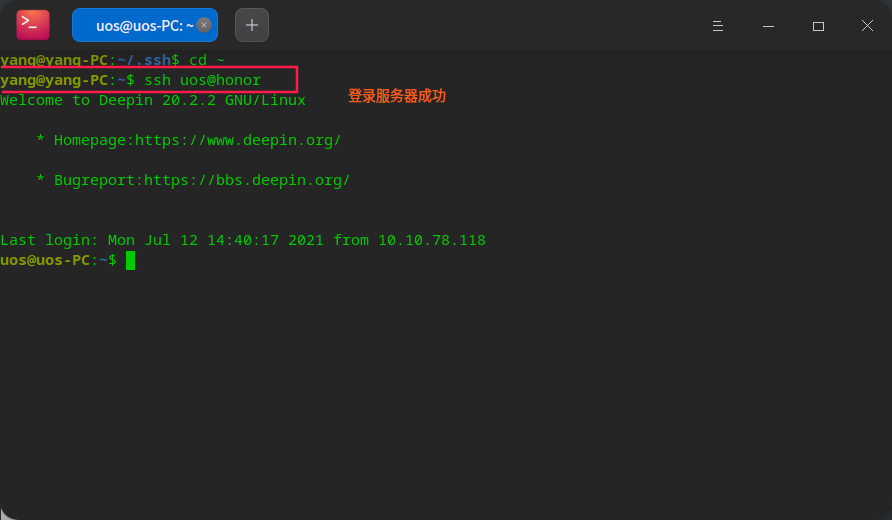 uos@uos-PC: ~
yang@yang-PC:~/.ssh$ cd ~
yang@yang-PC:~$ ssh uos@honor
登录服务器成功
Welcome to Deepin 20.2.2 GNU/Linux
* Homepage:https://www.deepin.org/
* Bugreport:https://bbs.deepin.org/
Last login: Mon Jul 12 14:40:17 2021 from 10.10.78.118
uos@uos-PC:~$